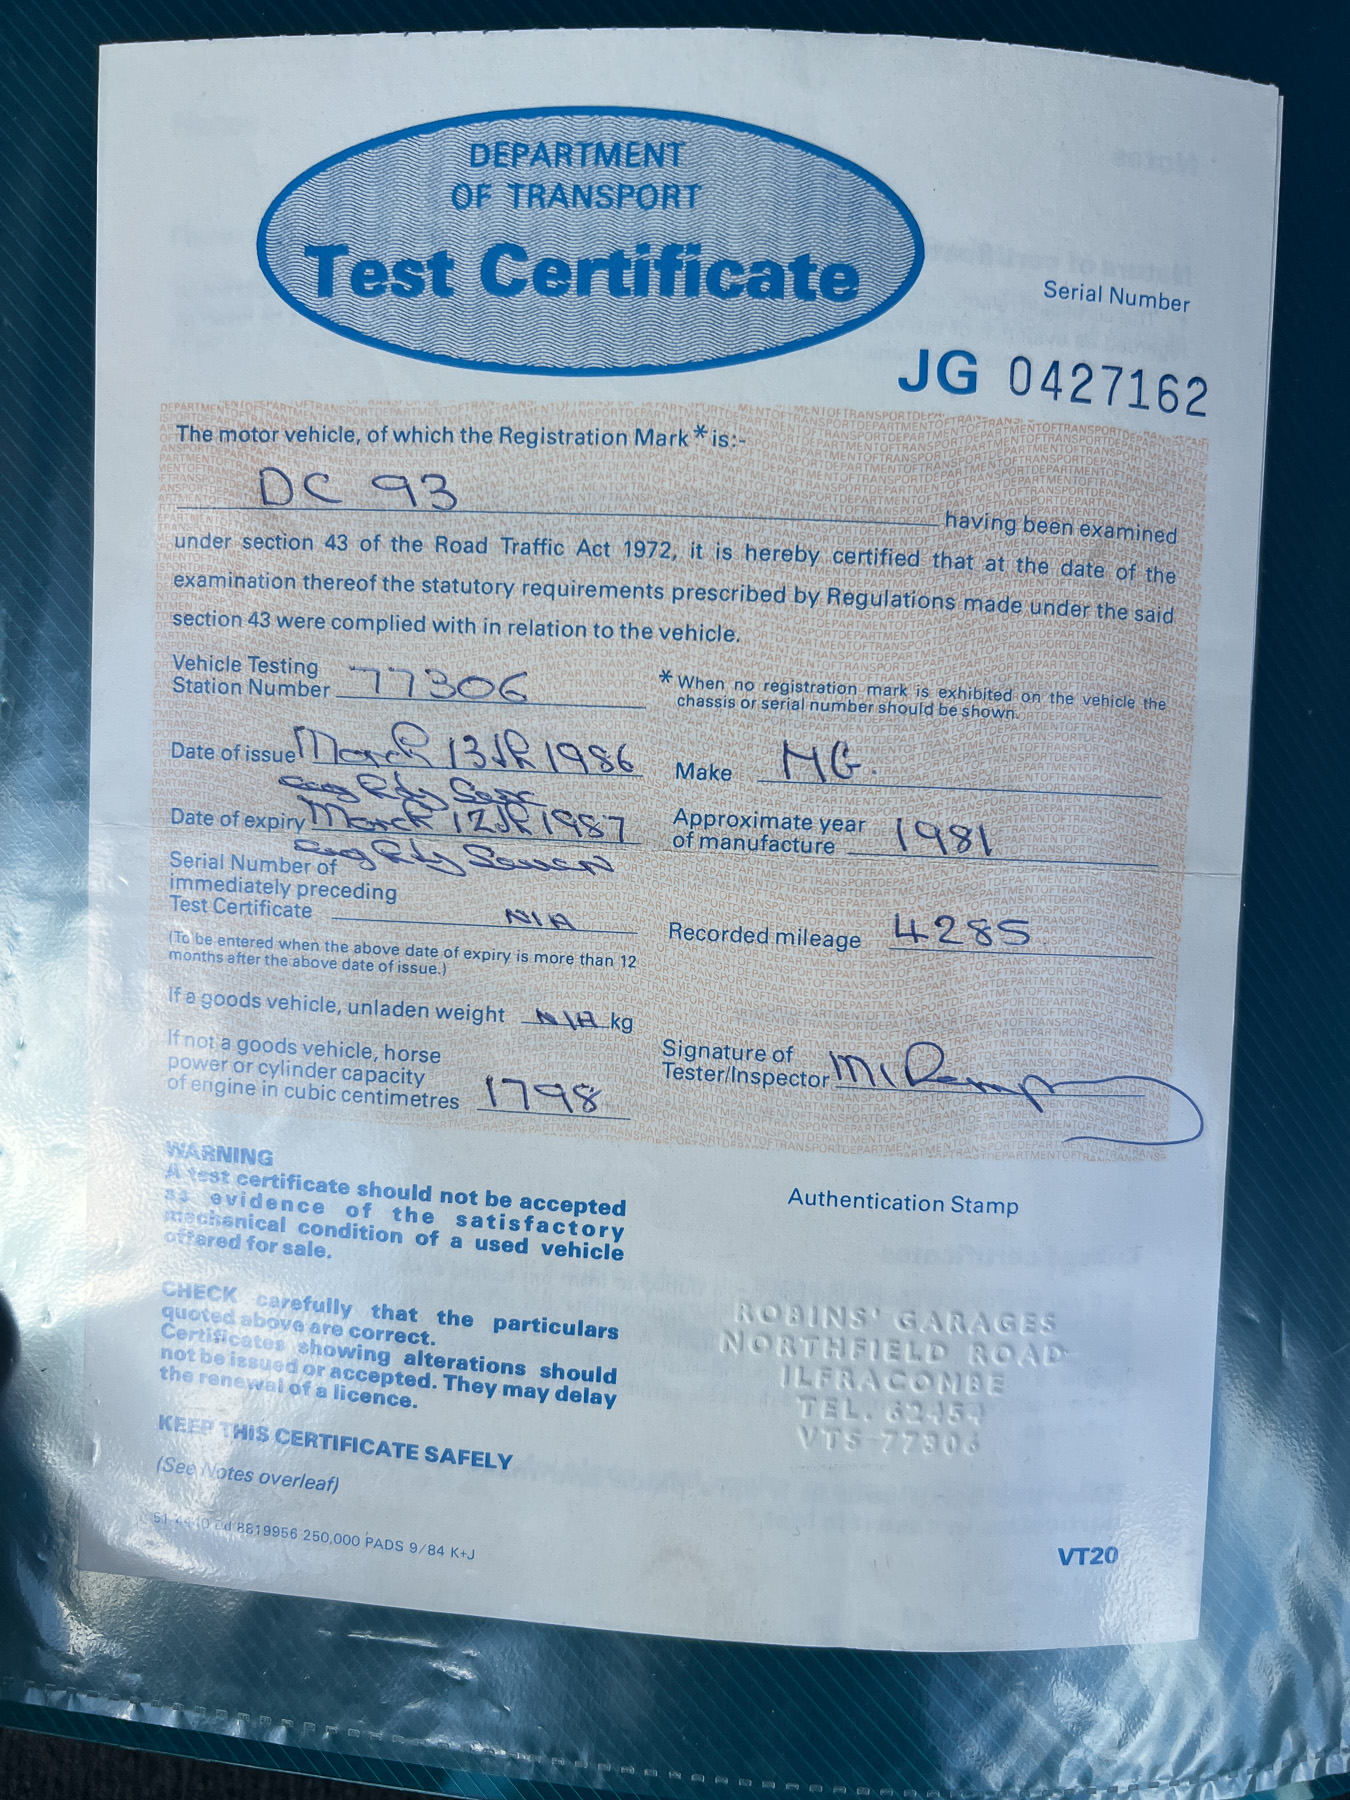 DEPARTMENT
OF TRANSPORT
Test Certificate
Serial Number
JG 0427162
The motor vehicle, of which the Registration Mark * is:-
DC 93
having been examined
under section 43 of the Road Traffic Act 1972, it is hereby certified that at the date of the
examination thereof the statutory requirements prescribed by Regulations made under the said
section 43 were complied with in relation to the vehicle.
Vehicle Testing
Station Number 77306
* When no registration mark is exhibited on the vehicle the
chassis or serial number should be shown.
Date of issue March 13th 1986
Make MG.
Date of expiry March 12th 1987
Approximate year
of manufacture 1981
Serial Number of
immediately preceding
Test Certificate N/A
Recorded mileage 4285
(To be entered when the above date of expiry is more than 12
months after the above date of issue.)
If a goods vehicle, unladen weight N/A kg
If not a goods vehicle, horse
power or cylinder capacity
of engine in cubic centimetres 1798
Signature of
Tester/Inspector
WARNING
A test certificate should not be accepted
as evidence of the satisfactory
mechanical condition of a used vehicle
offered for sale.
Authentication Stamp
CHECK carefully that the particulars
quoted above are correct.
Certificates showing alterations should
not be issued or accepted. They may delay
the renewal of a licence.
ROBINS' GARAGES
NORTHFIELD ROAD
ILFRACOMBE
TEL. 62454
VTS-77306
KEEP THIS CERTIFICATE SAFELY
(See Notes overleaf)
8819956 250,000 PADS 9/84 K+J
VT20